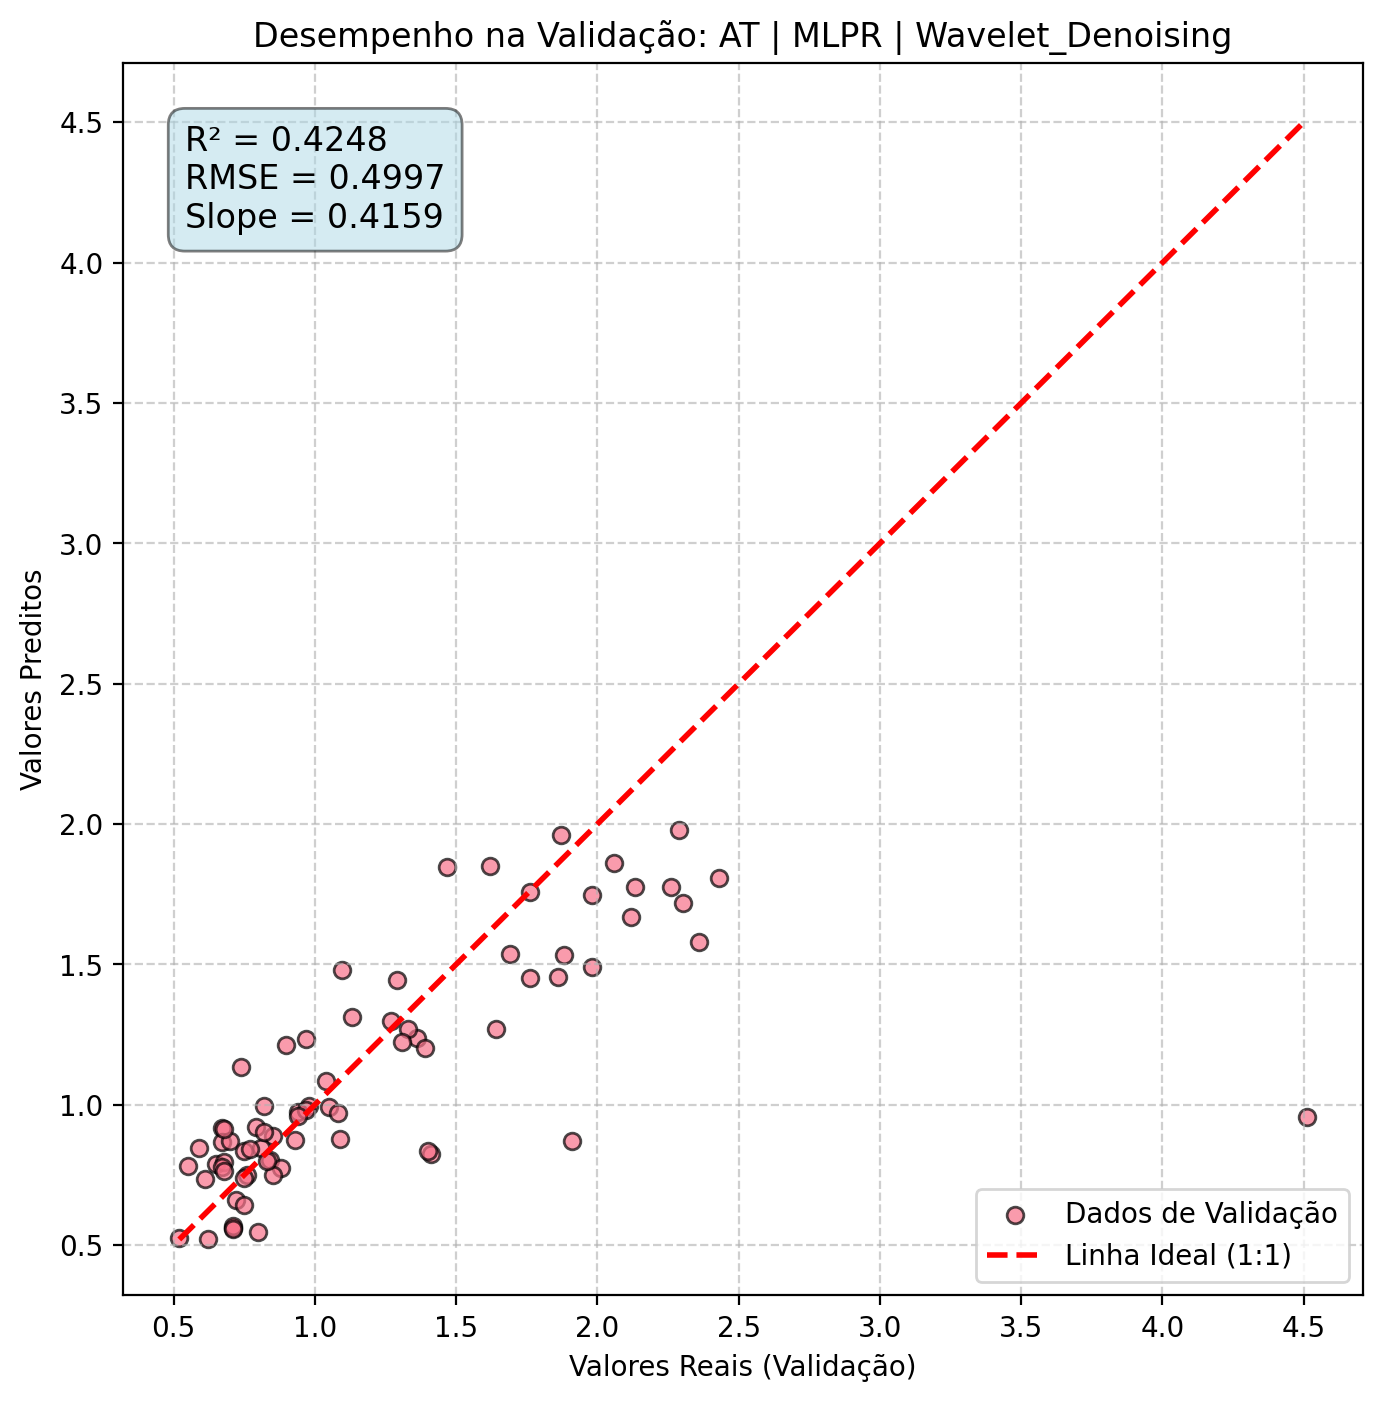 Desempenho na Validação: AT | MLPR | Wavelet_Denoising
R² = 0.4248
RMSE = 0.4997
Slope = 0.4159
4.5
4.0
3.5
3.0
2.5
2.0
1.5
1.0
0.5
Valores Preditos
Dados de Validação
Linha Ideal (1:1)
0.5 1.0 1.5 2.0 2.5 3.0 3.5 4.0 4.5
Valores Reais (Validação)